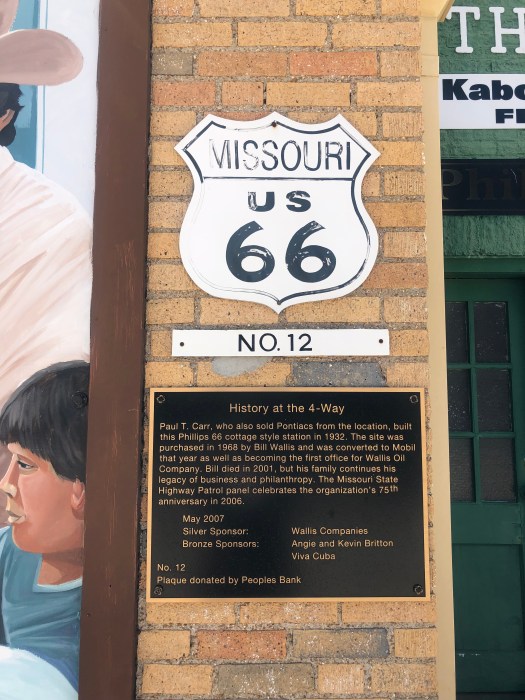 TH
Kabo
FI
Phil
MISSOURI
US
66
NO. 12
History at the 4-Way
Paul T. Carr, who also sold Pontiacs from the location, built
this Phillips 66 cottage style station in 1932. The site was
purchased in 1968 by Bill Wallis and was converted to Mobil
that year as well as becoming the first office for Wallis Oil
Company. Bill died in 2001, but his family continues his
legacy of business and philanthropy. The Missouri State
Highway Patrol panel celebrates the organization's 75th
anniversary in 2006.
May 2007
Silver Sponsor: Wallis Companies
Bronze Sponsors: Angie and Kevin Britton
Viva Cuba
No. 12
Plaque donated by Peoples Bank